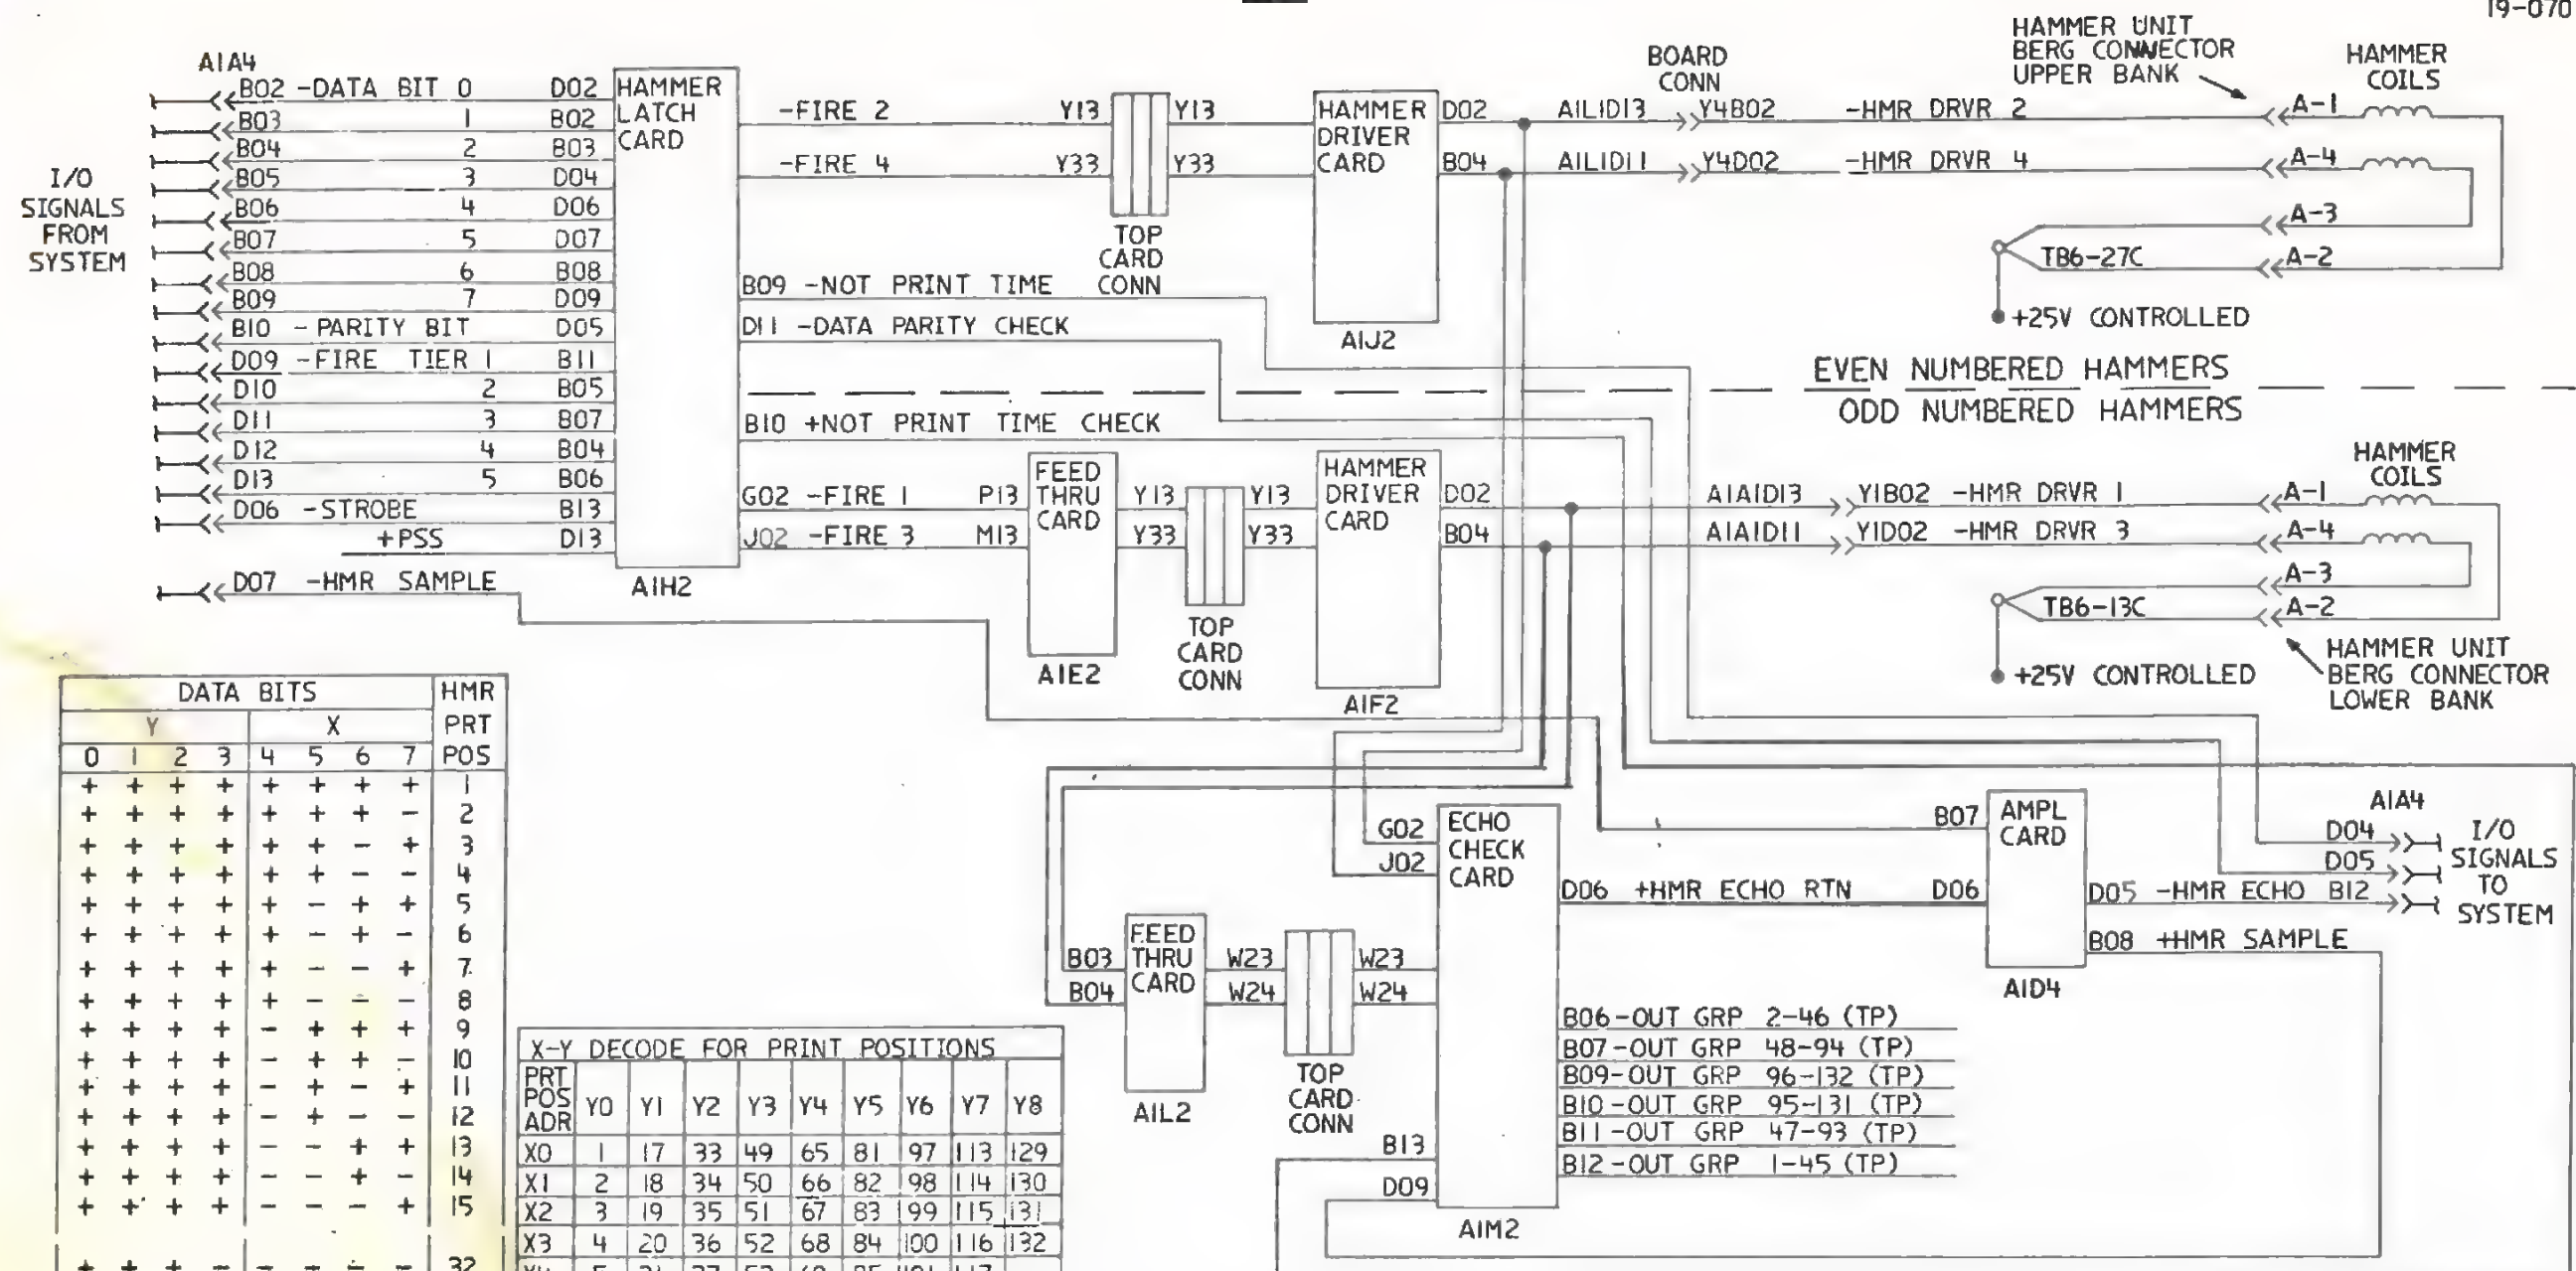 19-070
A1A4
B02 -DATA BIT 0 D02
B03 1 B02
B04 2 B03
B05 3 D04
B06 4 D06
B07 5 D07
B08 6 B08
B09 7 D09
B10 -PARITY BIT D05
D09 -FIRE TIER 1 B11
D10 2 B05
D11 3 B07
D12 4 B04
D13 5 B06
D06 -STROBE B13
+PSS D13
D07 -HMR SAMPLE
I/O
SIGNALS
FROM
SYSTEM
HAMMER
LATCH
CARD
A1H2
-FIRE 2 Y13 Y13
-FIRE 4 Y33 Y33
TOP
CARD
CONN
B09 -NOT PRINT TIME
D11 -DATA PARITY CHECK
B10 +NOT PRINT TIME CHECK
G02 -FIRE 1 P13
J02 -FIRE 3 M13
HAMMER
DRIVER
CARD
A1J2
D02 A1L1D13 Y4B02 -HMR DRVR 2 A-1
B04 A1L1D11 Y4D02 -HMR DRVR 4 A-4
BOARD
CONN
HAMMER UNIT
BERG CONNECTOR
UPPER BANK
HAMMER
COILS
A-3
TB6-27C A-2
+25V CONTROLLED
EVEN NUMBERED HAMMERS
ODD NUMBERED HAMMERS
FEED
THRU
CARD
A1E2
Y13 Y13
Y33 Y33
TOP
CARD
CONN
HAMMER
DRIVER
CARD
A1F2
D02 A1A1D13 Y1B02 -HMR DRVR 1 A-1
B04 A1A1D11 Y1D02 -HMR DRVR 3 A-4
HAMMER
COILS
A-3
TB6-13C A-2
+25V CONTROLLED
HAMMER UNIT
BERG CONNECTOR
LOWER BANK
DATA BITS HMR
Y X PRT
0 1 2 3 4 5 6 7 POS
+ + + + + + + + 1
+ + + + + + + - 2
+ + + + + + - + 3
+ + + + + + - - 4
+ + + + + - + + 5
+ + + + + - + - 6
+ + + + + - - + 7
+ + + + + - - - 8
+ + + + - + + + 9
+ + + + - + + - 10
+ + + + - + - + 11
+ + + + - + - - 12
+ + + + - - + + 13
+ + + + - - + - 14
+ + + + - - - + 15
+ + + - - - - - 32
X-Y DECODE FOR PRINT POSITIONS
PRT
POS
ADR
Y0 Y1 Y2 Y3 Y4 Y5 Y6 Y7 Y8
X0 1 17 33 49 65 81 97 113 129
X1 2 18 34 50 66 82 98 114 130
X2 3 19 35 51 67 83 99 115 131
X3 4 20 36 52 68 84 100 116 132
B03
B04
FEED
THRU
CARD
A1L2
W23 W23
W24 W24
TOP
CARD
CONN
G02
J02
B13
D09
ECHO
CHECK
CARD
A1M2
D06 +HMR ECHO RTN D06
B07
AMPL
CARD
A1D4
D05 -HMR ECHO B12
B08 +HMR SAMPLE
A1A4
D04
D05
I/O
SIGNALS
TO
SYSTEM
B06-OUT GRP 2-46 (TP)
B07-OUT GRP 48-94 (TP)
B09-OUT GRP 96-132 (TP)
B10-OUT GRP 95-131 (TP)
B11-OUT GRP 47-93 (TP)
B12-OUT GRP 1-45 (TP)